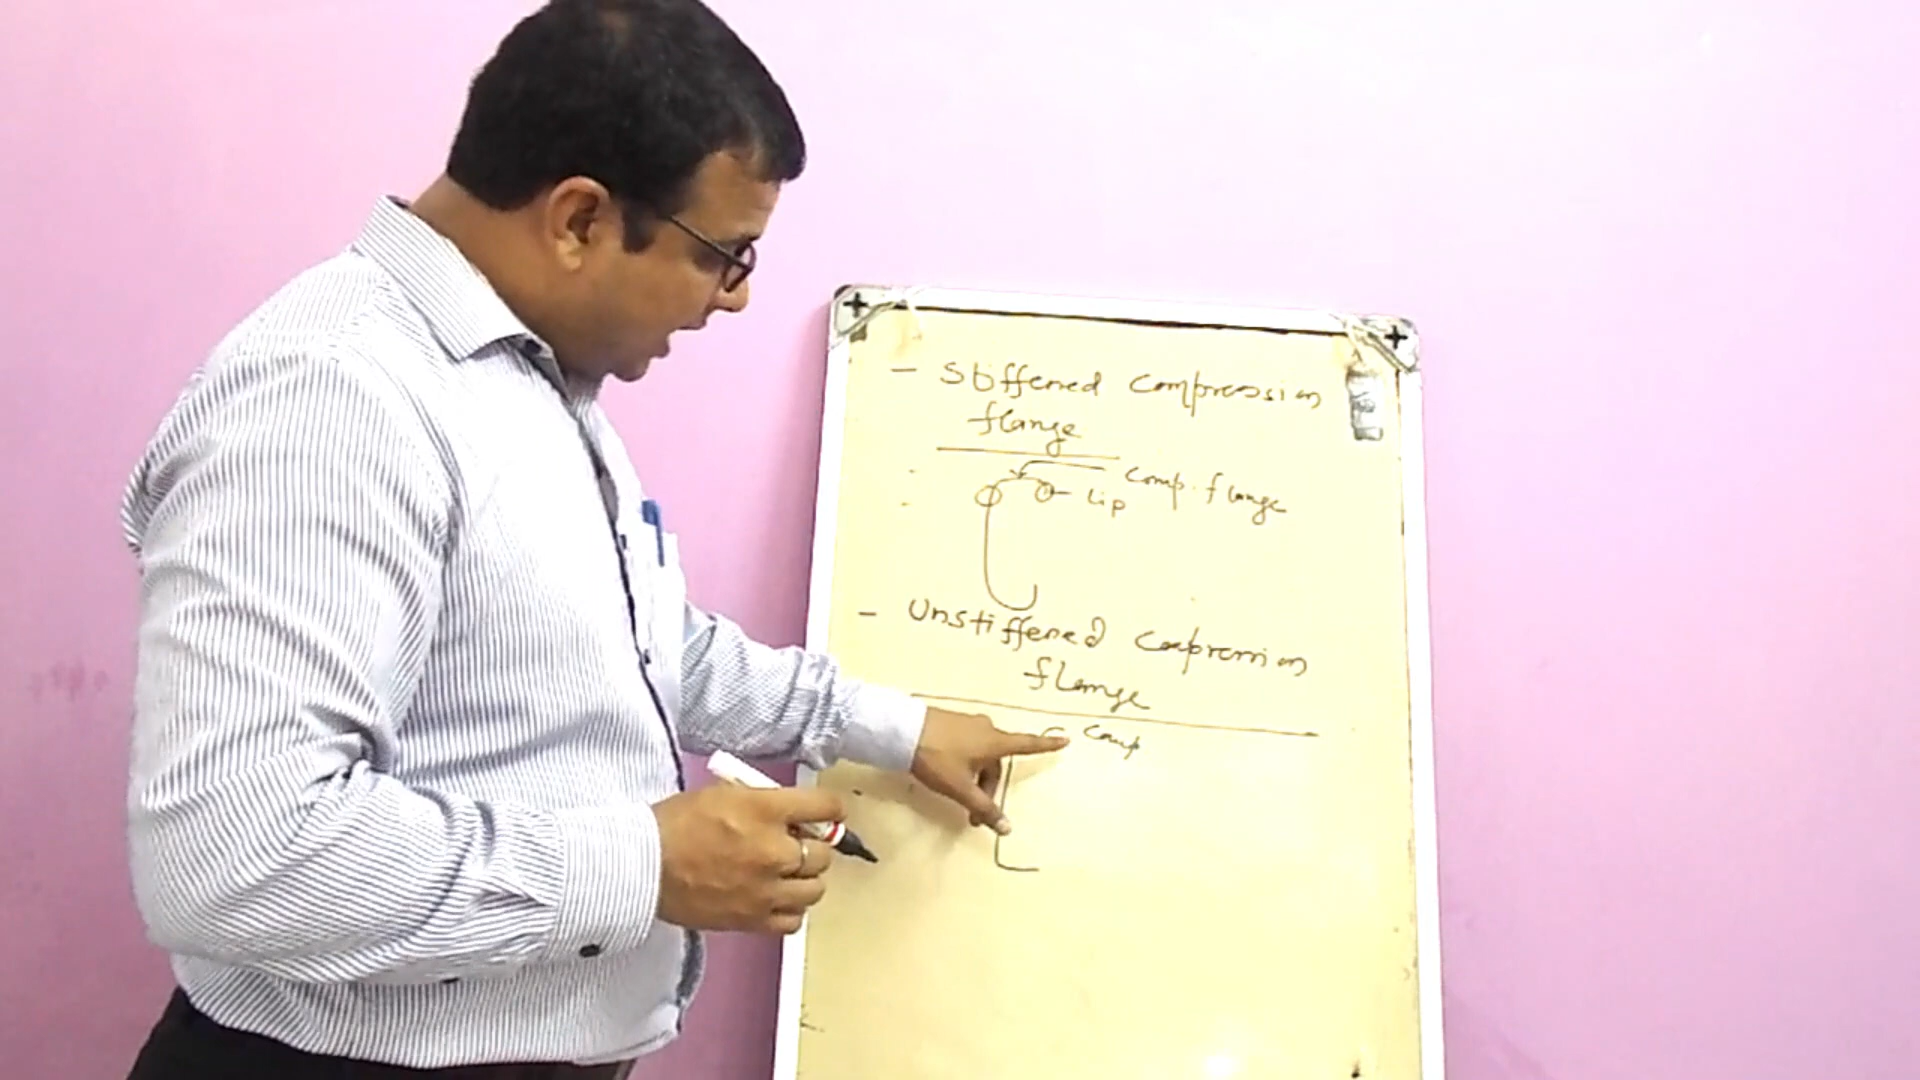 - Stiffened compression
flange
comp. flange
Lip
- Unstiffened Compression
flange
Comp